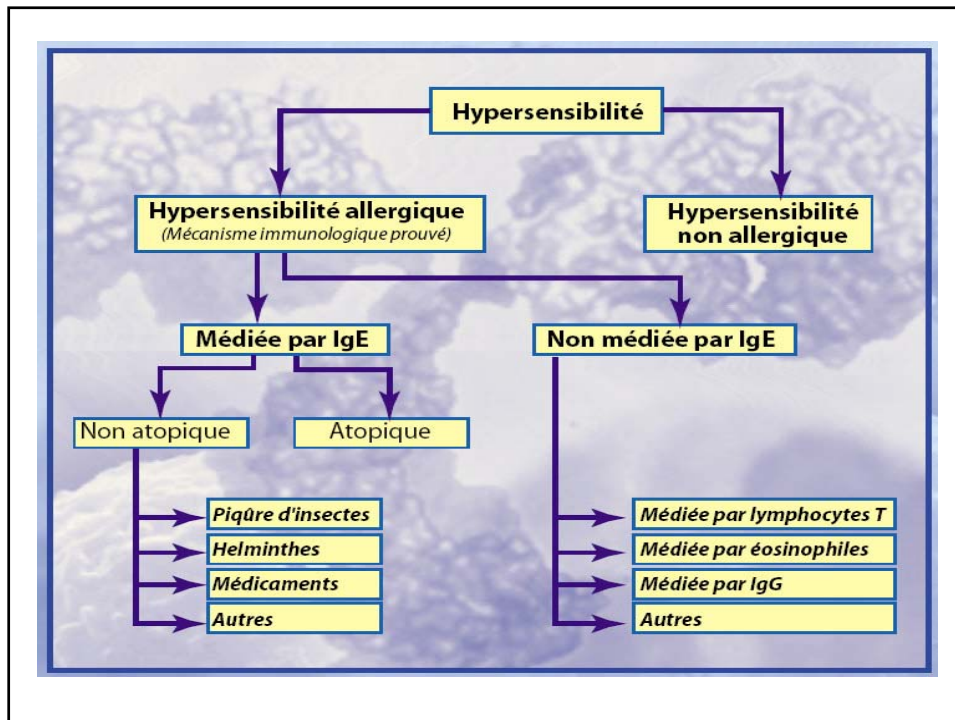 Hypersensibilité
Hypersensibilité allergique
(Mécanisme immunologique prouvé)
Hypersensibilité
non allergique
Médiée par IgE
Non médiée par IgE
Non atopique
Atopique
Piqûre d'insectes
Helminthes
Médicaments
Autres
Médiée par lymphocytes T
Médiée par éosinophiles
Médiée par IgG
Autres